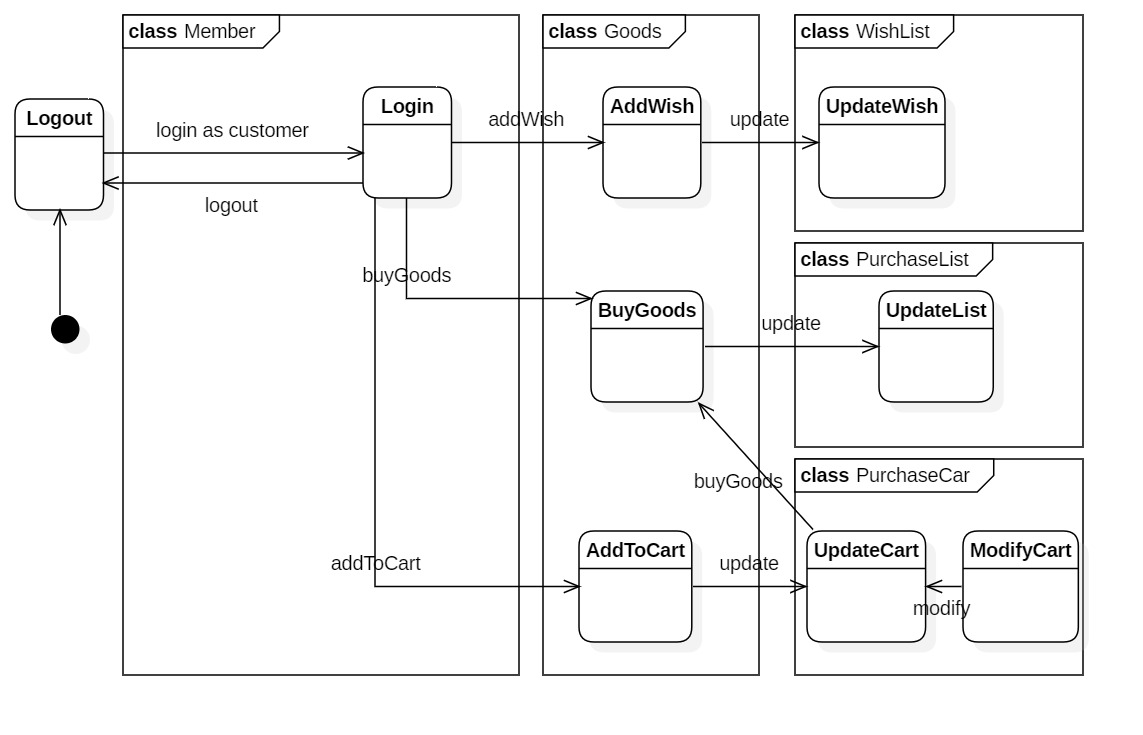 class Member
class Goods
class WishList
Logout
Login
AddWish
UpdateWish
login as customer
addWish
update
logout
class PurchaseList
buyGoods
BuyGoods
UpdateList
update
class PurchaseCar
buyGoods
addToCart
AddToCart
update
UpdateCart
ModifyCart
modify